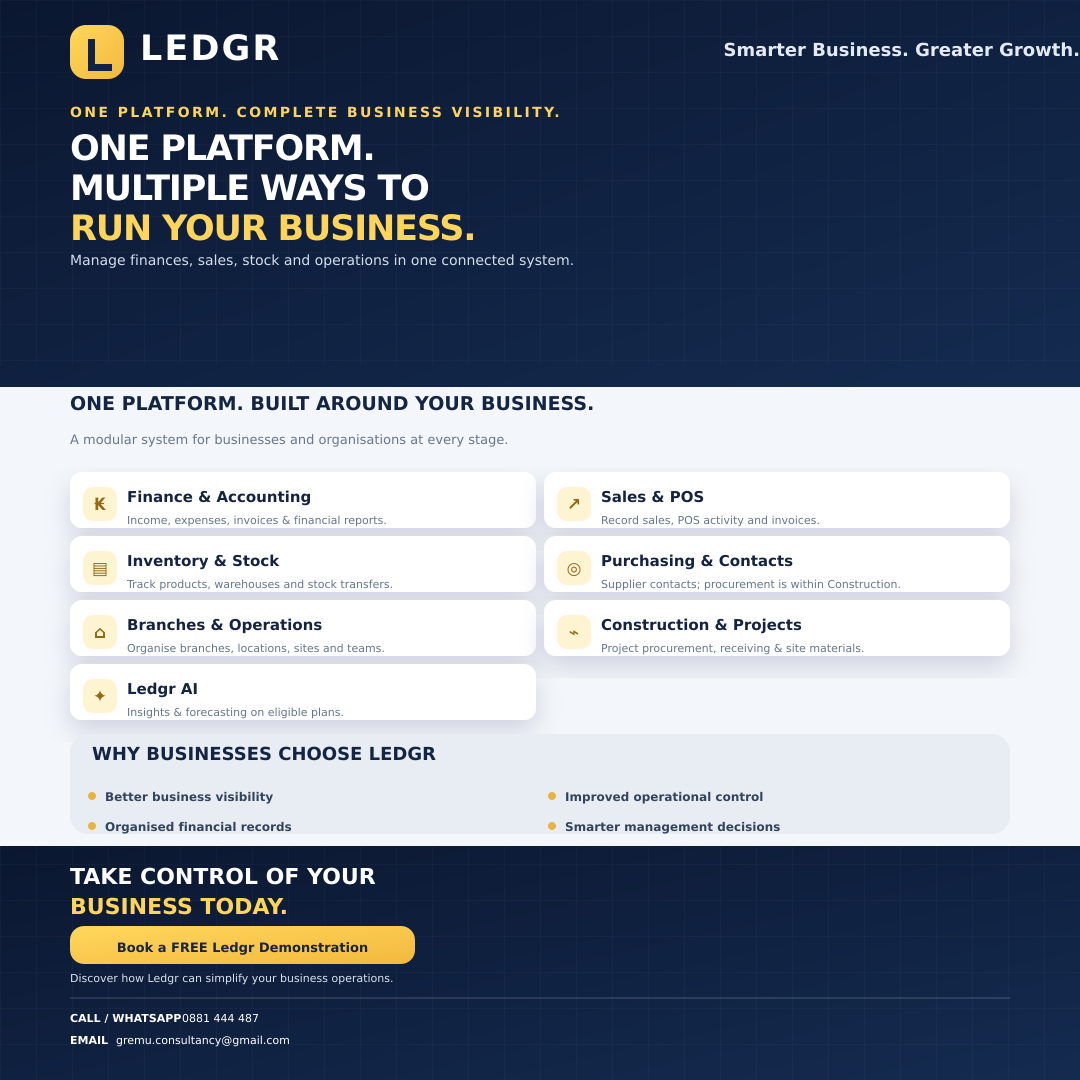 LEDGR
Smarter Business. Greater Growth.
ONE PLATFORM. COMPLETE BUSINESS VISIBILITY.
ONE PLATFORM.
MULTIPLE WAYS TO
RUN YOUR BUSINESS.
Manage finances, sales, stock and operations in one connected system.
ONE PLATFORM. BUILT AROUND YOUR BUSINESS.
A modular system for businesses and organisations at every stage.
Finance & Accounting
Income, expenses, invoices & financial reports.
Sales & POS
Record sales, POS activity and invoices.
Inventory & Stock
Track products, warehouses and stock transfers.
Purchasing & Contacts
Supplier contacts; procurement is within Construction.
Branches & Operations
Organise branches, locations, sites and teams.
Construction & Projects
Project procurement, receiving & site materials.
Ledgr AI
Insights & forecasting on eligible plans.
WHY BUSINESSES CHOOSE LEDGR
Better business visibility
Improved operational control
Organised financial records
Smarter management decisions
TAKE CONTROL OF YOUR
BUSINESS TODAY.
Book a FREE Ledgr Demonstration
Discover how Ledgr can simplify your business operations.
CALL / WHATSAPP 0881 444 487
EMAIL gremu.consultancy@gmail.com